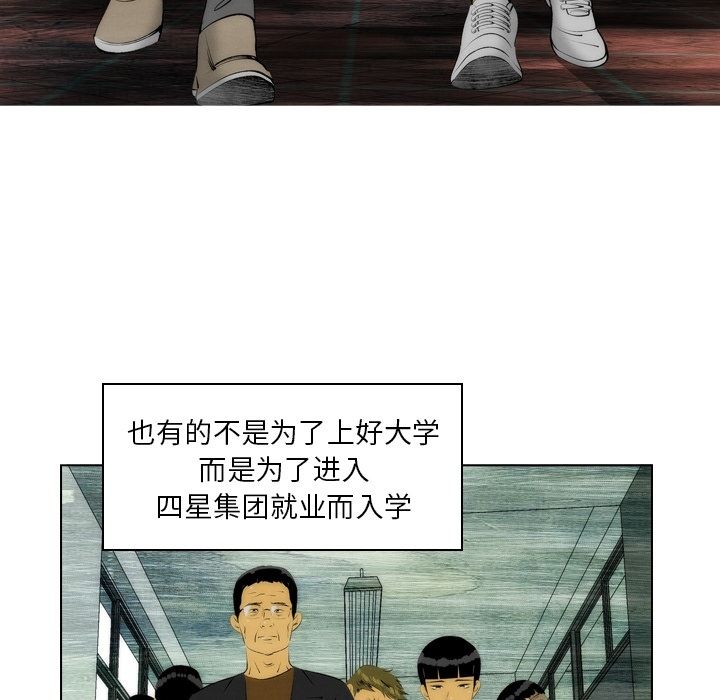 也有的不是为了上好大学
而是为了进入
四星集团就业而入学